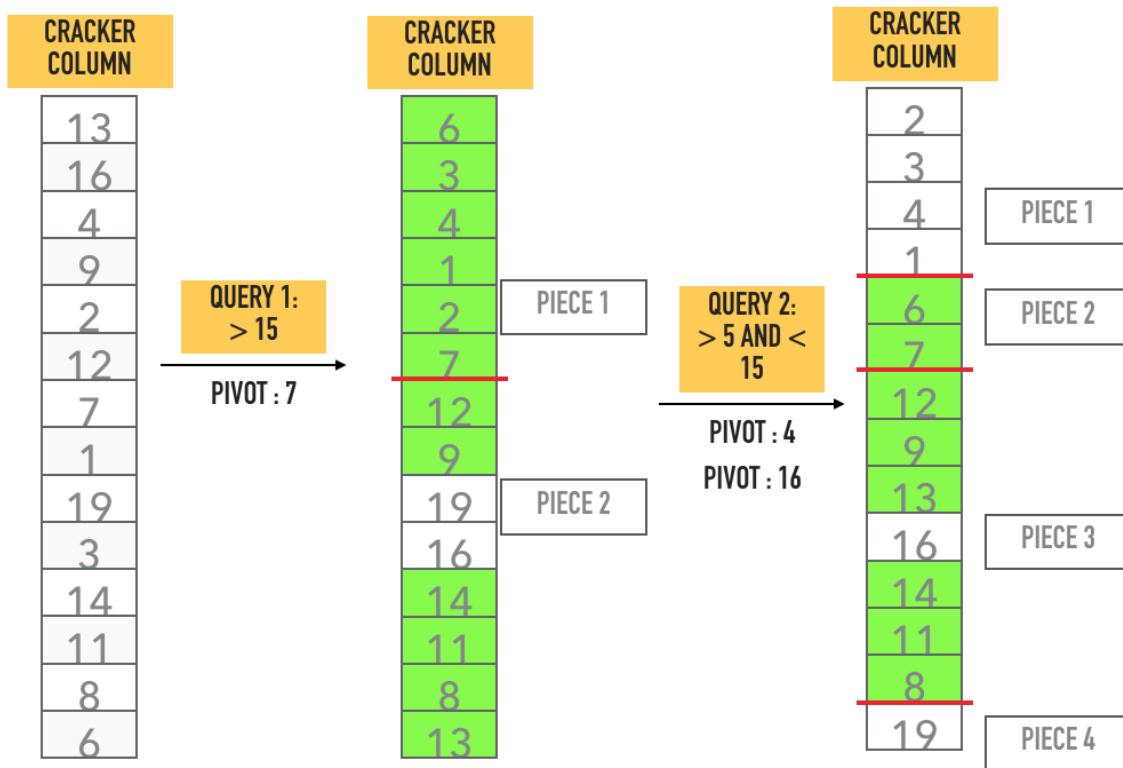 CRACKER
COLUMN
13
16
4
9
2
12
7
1
19
3
14
11
8
6
QUERY 1:
> 15
PIVOT : 7
CRACKER
COLUMN
6
3
4
1
2
7
12
9
19
16
14
11
8
13
PIECE 1
PIECE 2
QUERY 2:
> 5 AND <
15
PIVOT : 4
PIVOT : 16
CRACKER
COLUMN
2
3
4
1
6
7
12
9
13
16
14
11
8
19
PIECE 1
PIECE 2
PIECE 3
PIECE 4